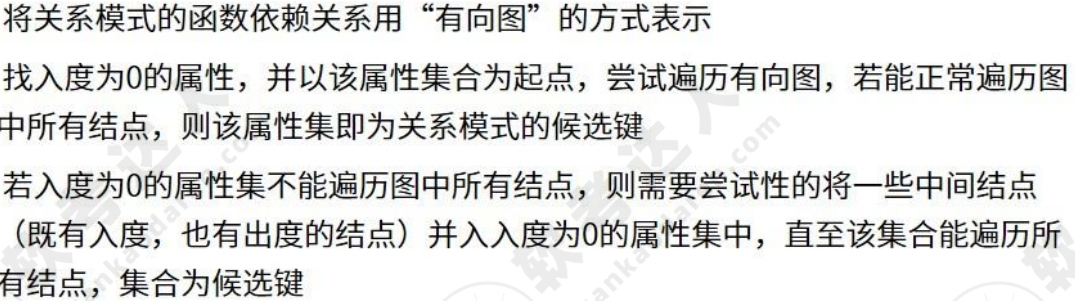 将关系模式的函数依赖关系用“有向图”的方式表示
找入度为0的属性，并以该属性集合为起点，尝试遍历有向图，若能正常遍历图
中所有结点，则该属性集即为关系模式的候选键
若入度为0的属性集不能遍历图中所有结点，则需要尝试性的将一些中间结点
（既有入度，也有出度的结点）并入入度为0的属性集中，直至该集合能遍历所
有结点，集合为候选键